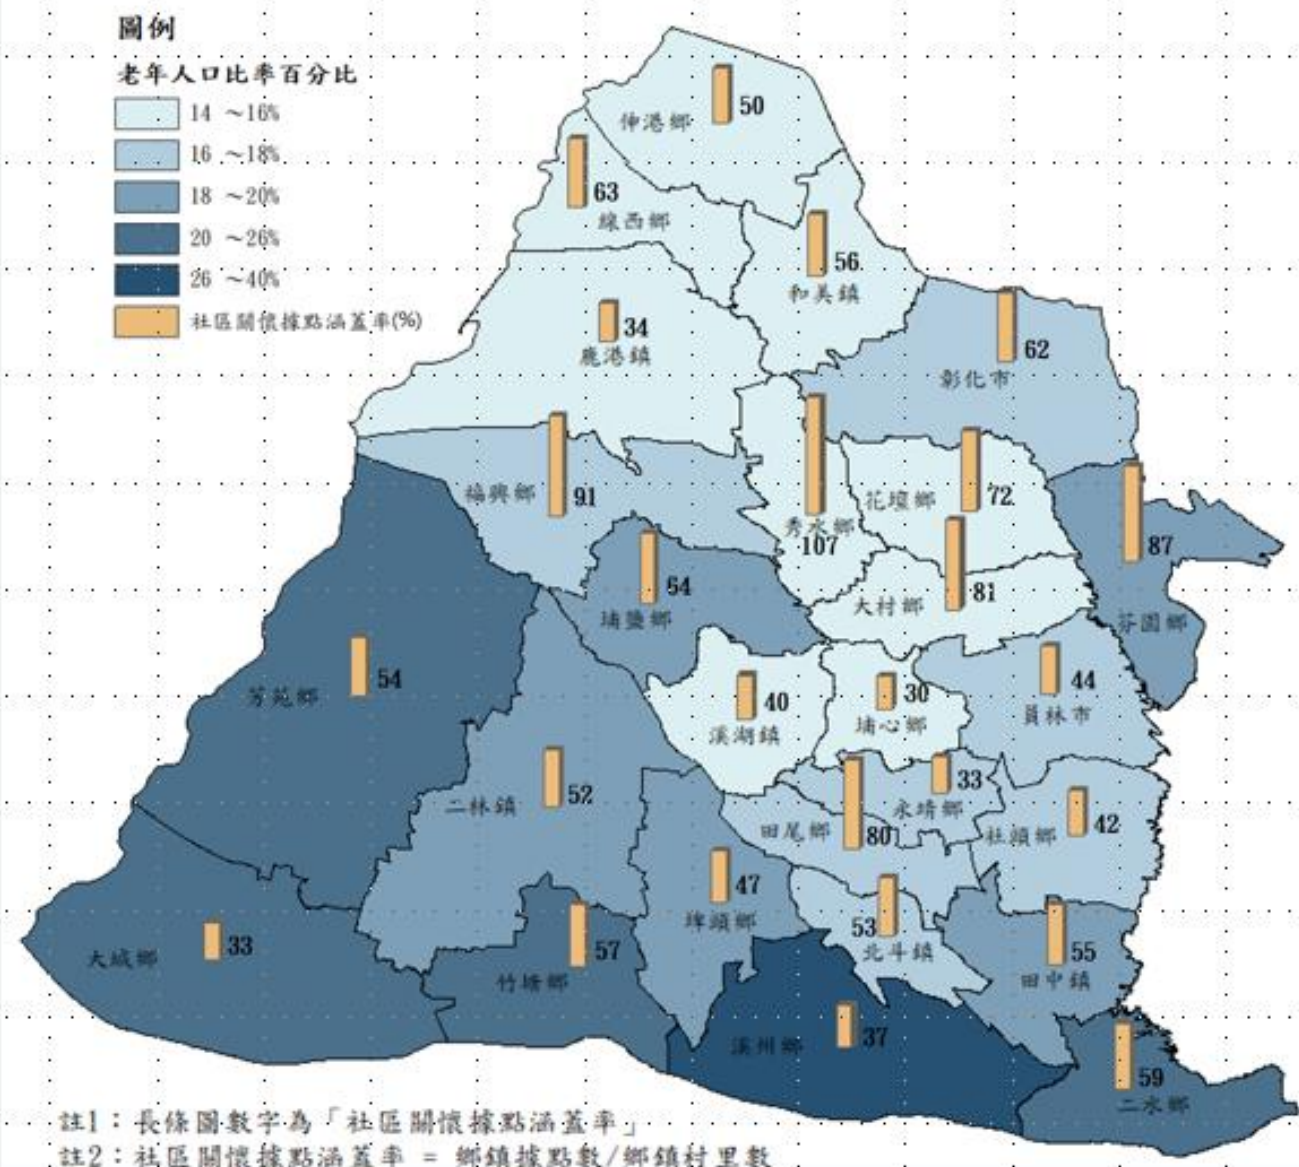 圖例
老年人口比率百分比
14 ~16%
16 ~18%
18 ~20%
20 ~26%
26 ~40%
社區關懷據點涵蓋率(%)
50
伸港鄉
63
線西鄉
56
和美鎮
34
鹿港鎮
62
彰化市
福興鄉 91
花壇鄉 72
秀水鄉
107
87
芬園鄉
64
埔鹽鄉
81
大村鄉
54
芳苑鄉
40
溪湖鎮
30
埔心鄉
44
員林市
52
二林鎮
33
永靖鄉
田尾鄉 80
42
社頭鄉
47
埤頭鄉
53
北斗鎮
55
田中鎮
33
大城鄉
57
竹塘鄉
溪州鄉 37
59
二水鄉
註1：長條圖數字為「社區關懷據點涵蓋率」
註2：社區關懷據點涵蓋率 = 鄉鎮據點數/鄉鎮村里數